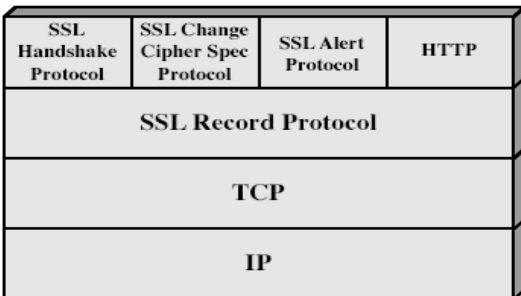 SSL
Handshake
Protocol
SSL Change
Cipher Spec
Protocol
SSL Alert
Protocol
HTTP
SSL Record Protocol
TCP
IP